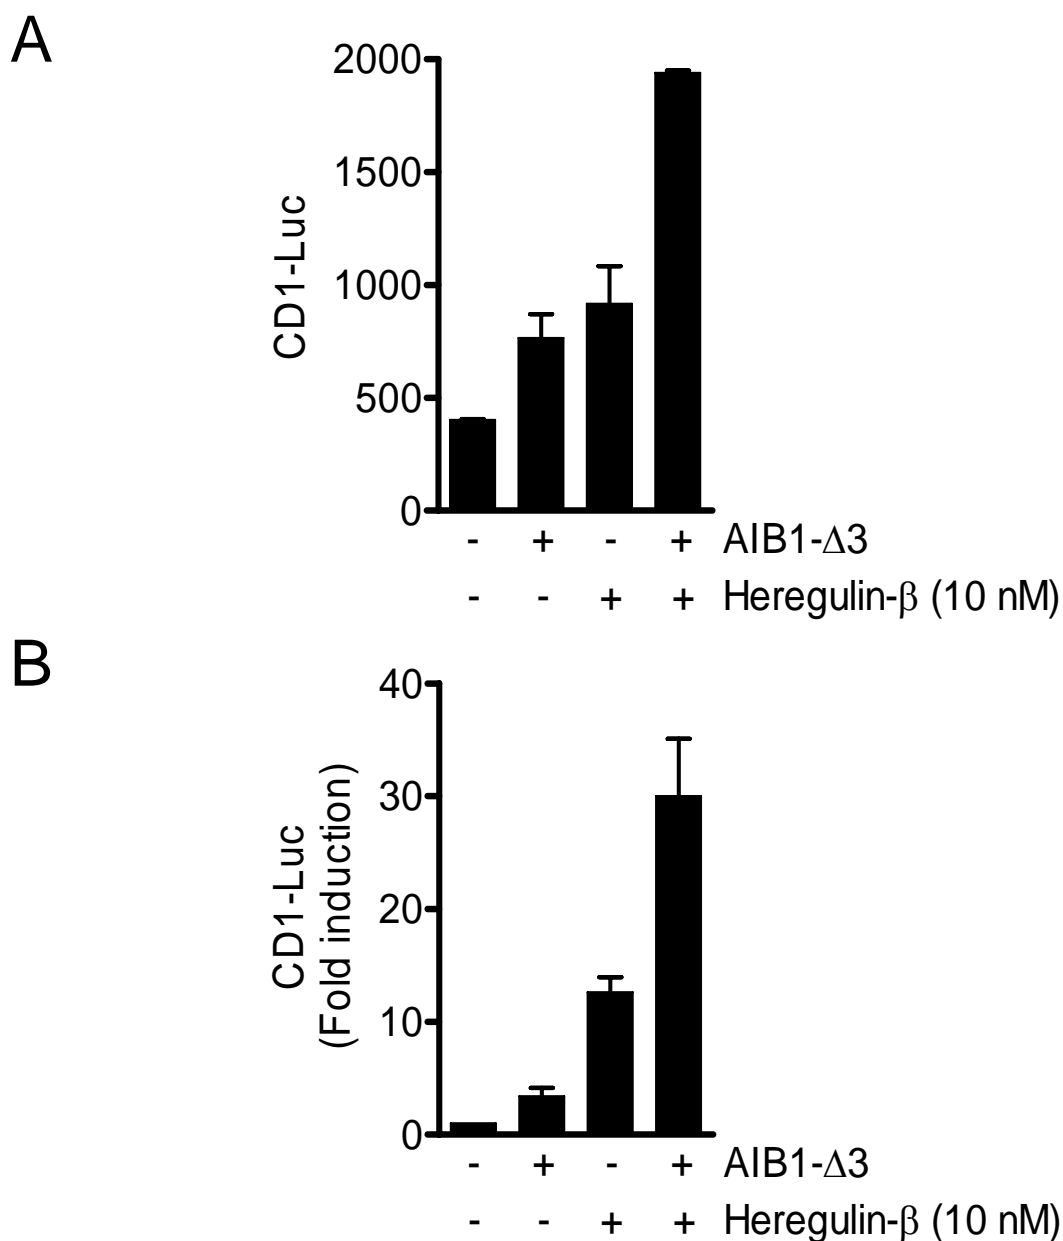 A
2000
1500
1000
500
0
CD1-Luc
- + - + AIB1-Δ3
- - + + Heregulin-β (10 nM)
B
40
30
20
10
0
CD1-Luc
(Fold induction)
- + - + AIB1-Δ3
- - + + Heregulin-β (10 nM)